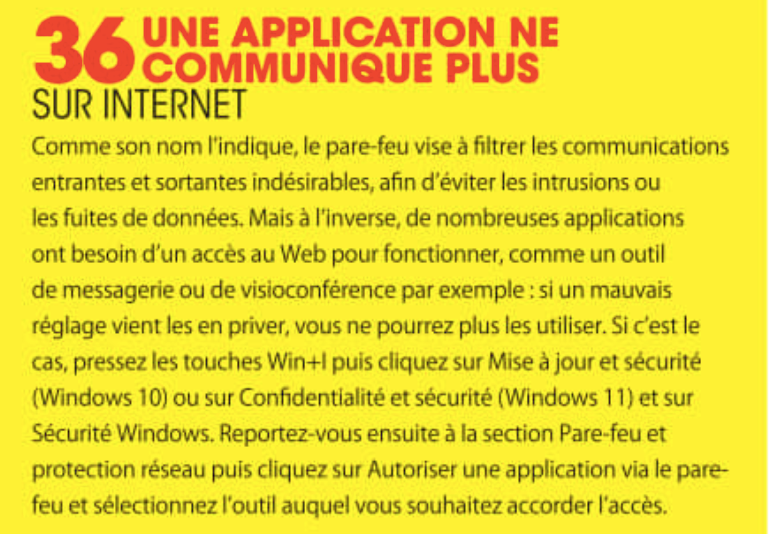 36 UNE APPLICATION NE
COMMUNIQUE PLUS
SUR INTERNET
Comme son nom l'indique, le pare-feu vise à filtrer les communications
entrantes et sortantes indésirables, afin d'éviter les intrusions ou
les fuites de données. Mais à l'inverse, de nombreuses applications
ont besoin d'un accès au Web pour fonctionner, comme un outil
de messagerie ou de visioconférence par exemple : si un mauvais
réglage vient les en priver, vous ne pourrez plus les utiliser. Si c'est le
cas, pressez les touches Win+I puis cliquez sur Mise à jour et sécurité
(Windows 10) ou sur Confidentialité et sécurité (Windows 11) et sur
Sécurité Windows. Reportez-vous ensuite à la section Pare-feu et
protection réseau puis cliquez sur Autoriser une application via le pare-
feu et sélectionnez l'outil auquel vous souhaitez accorder l'accès.